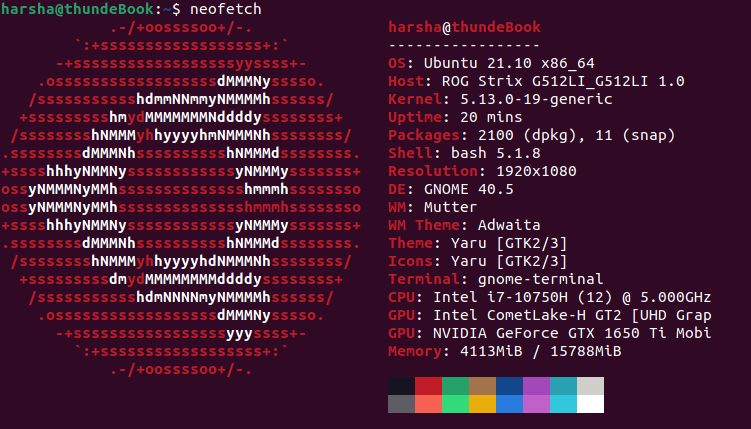 harsha@thundeBook:~$ neofetch
            .-/+oossssoo+/-.               harsha@thundeBook
        `:+ssssssssssssssssss+:`           -----------------
      -+ssssssssssssssssssyyssss+-         OS: Ubuntu 21.10 x86_64
    .ossssssssssssssssssdMMMNysssso.       Host: ROG Strix G512LI_G512LI 1.0
   /ssssssssssshdmmNNmmyNMMMMhssssss/      Kernel: 5.13.0-19-generic
  +ssssssssshmydMMMMMMMNddddyssssssss+     Uptime: 20 mins
 /sssssssshNMMMyhhyyyyhmNMMMNhssssssss/    Packages: 2100 (dpkg), 11 (snap)
.ssssssssdMMMNhsssssssssshNMMMdssssssss.   Shell: bash 5.1.8
+sssshhhyNMMNyssssssssssssyNMMMysssssss+   Resolution: 1920x1080
ossyNMMMNyMMhsssssssssssssshmmmhssssssso   DE: GNOME 40.5
ossyNMMMNyMMhsssssssssssssshmmmhssssssso   WM: Mutter
+sssshhhyNMMNyssssssssssssyNMMMysssssss+   WM Theme: Adwaita
.ssssssssdMMMNhsssssssssshNMMMdssssssss.   Theme: Yaru [GTK2/3]
 /sssssssshNMMMyhhyyyyhdNMMMNhssssssss/    Icons: Yaru [GTK2/3]
  +sssssssssdmydMMMMMMMMddddyssssssss+     Terminal: gnome-terminal
   /ssssssssssshdmNNNNmyNMMMMhssssss/      CPU: Intel i7-10750H (12) @ 5.000GHz
    .ossssssssssssssssssdMMMNysssso.       GPU: Intel CometLake-H GT2 [UHD Grap
      -+sssssssssssssssssyyyssss+-         GPU: NVIDIA GeForce GTX 1650 Ti Mobi
        `:+ssssssssssssssssss+:`           Memory: 4113MiB / 15788MiB
            .-/+oossssoo+/-.